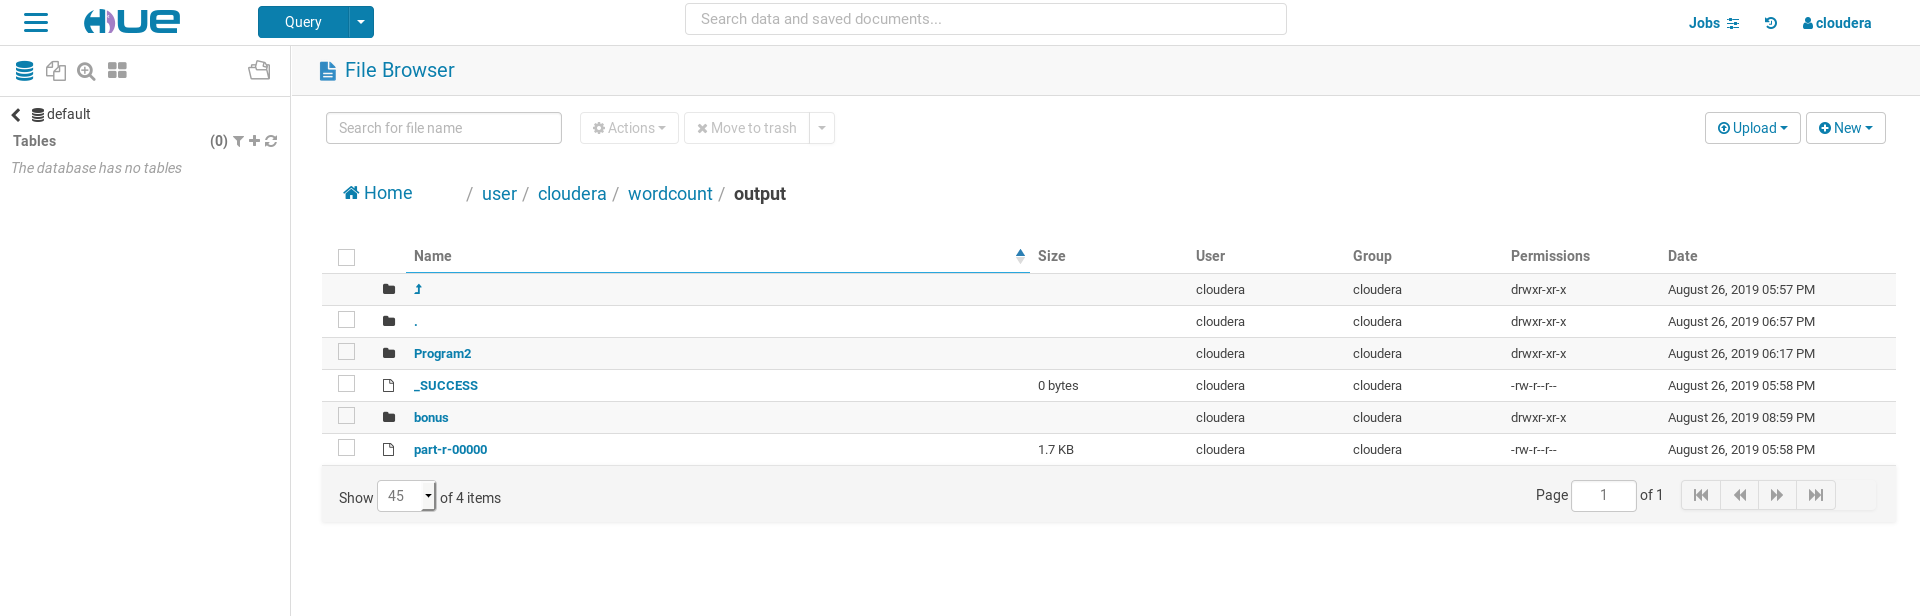 HUE Query Search data and saved documents... Jobs cloudera
File Browser
default
Tables (0)
The database has no tables
Search for file name Actions Move to trash Upload New
Home / user / cloudera / wordcount / output
Name Size User Group Permissions Date
cloudera cloudera drwxr-xr-x August 26, 2019 05:57 PM
. cloudera cloudera drwxr-xr-x August 26, 2019 06:57 PM
Program2 cloudera cloudera drwxr-xr-x August 26, 2019 06:17 PM
_SUCCESS 0 bytes cloudera cloudera -rw-r--r-- August 26, 2019 05:58 PM
bonus cloudera cloudera drwxr-xr-x August 26, 2019 08:59 PM
part-r-00000 1.7 KB cloudera cloudera -rw-r--r-- August 26, 2019 05:58 PM
Show 45 of 4 items Page 1 of 1